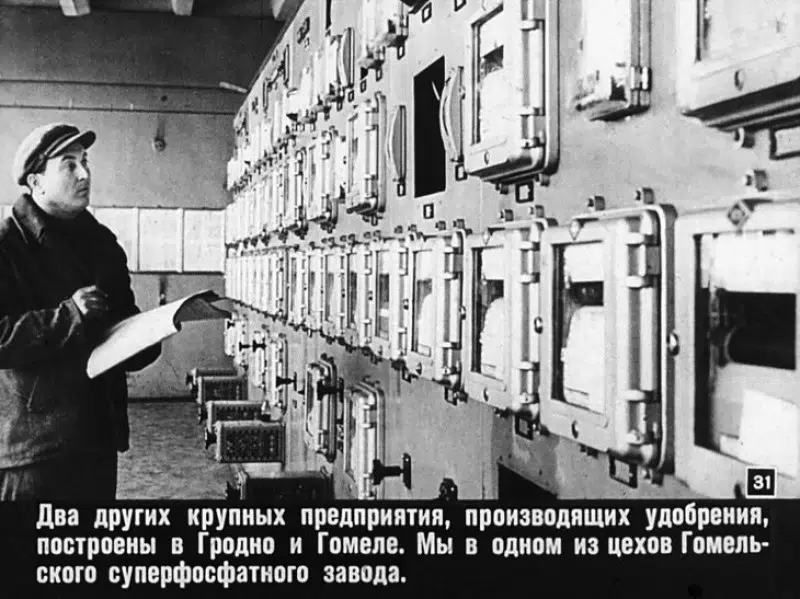 31
Два других крупных предприятия, производящих удобрения,
построены в Гродно и Гомеле. Мы в одном из цехов Гомель-
ского суперфосфатного завода.